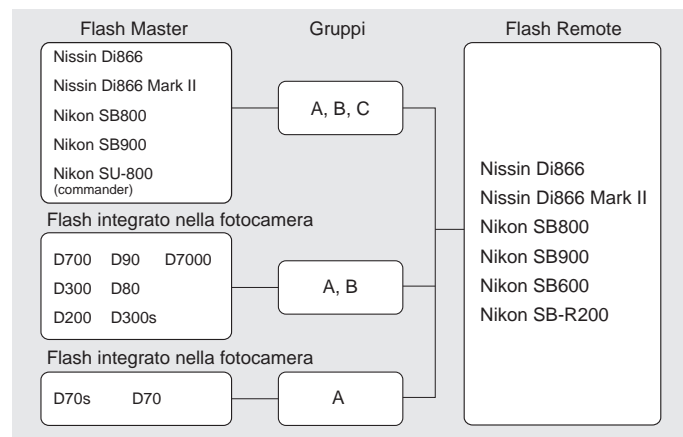 Flash Master
Gruppi
Flash Remote
Nissin Di866
Nissin Di866 Mark II
Nikon SB800
Nikon SB900
Nikon SU-800
(commander)
A, B, C
Flash integrato nella fotocamera
D700 D90 D7000
D300 D80
D200 D300s
A, B
Flash integrato nella fotocamera
D70s D70
A
Nissin Di866
Nissin Di866 Mark II
Nikon SB800
Nikon SB900
Nikon SB600
Nikon SB-R200